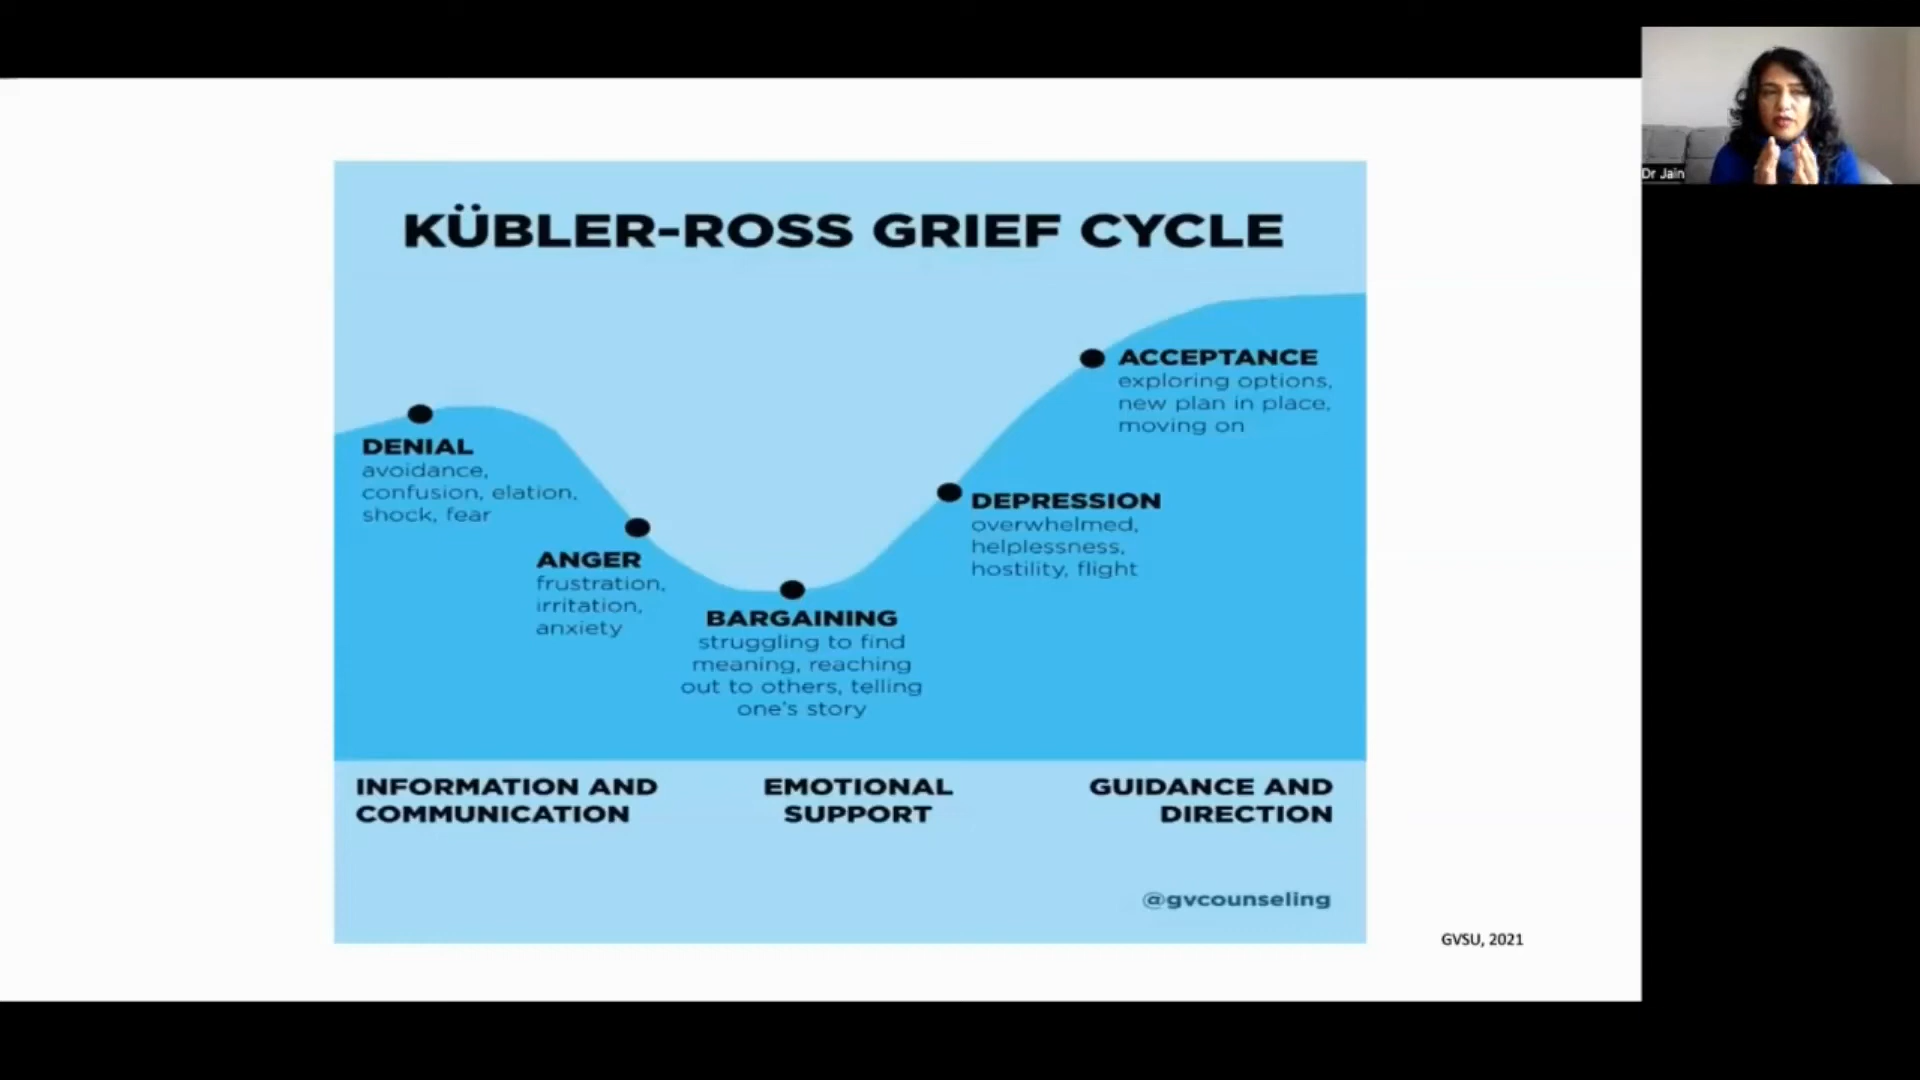 Dr Jain
KÜBLER-ROSS GRIEF CYCLE
DENIAL
avoidance,
confusion, elation,
shock, fear
ANGER
frustration,
irritation,
anxiety
BARGAINING
struggling to find
meaning, reaching
out to others, telling
one's story
DEPRESSION
overwhelmed,
helplessness,
hostility, flight
ACCEPTANCE
exploring options,
new plan in place,
moving on
INFORMATION AND
COMMUNICATION
EMOTIONAL
SUPPORT
GUIDANCE AND
DIRECTION
@gvcounseling
GVSU, 2021